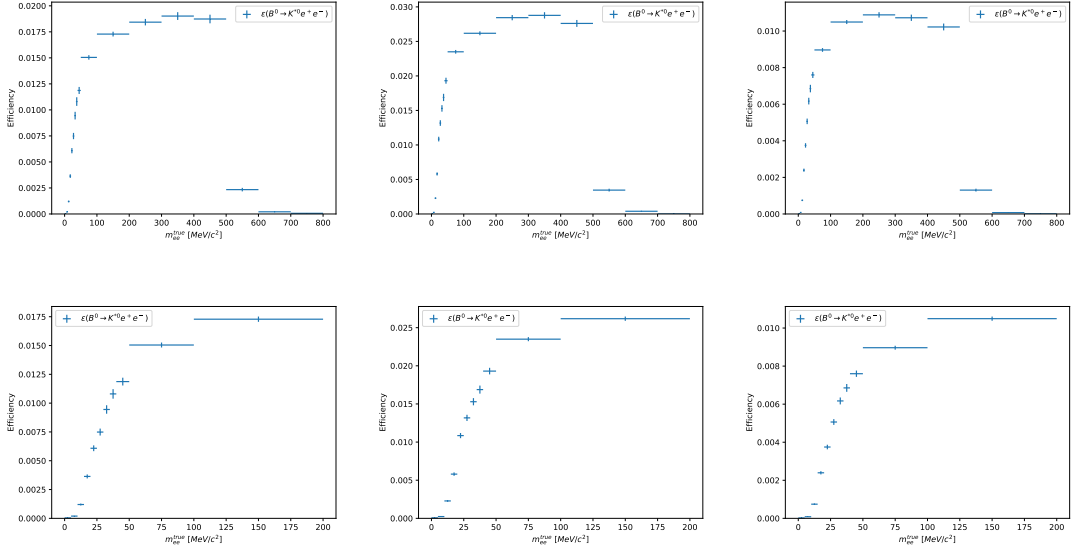 0.0200
0.0175
0.0150
0.0125
0.0100
0.0075
0.0050
0.0025
0.0000
Efficiency
ε(B⁰ → K*⁰e⁺e⁻)
0 100 200 300 400 500 600 700 800
m_ee^true [MeV/c²]
0.030
0.025
0.020
0.015
0.010
0.005
0.000
Efficiency
ε(B⁰ → K*⁰e⁺e⁻)
0 100 200 300 400 500 600 700 800
m_ee^true [MeV/c²]
0.010
0.008
0.006
0.004
0.002
0.000
Efficiency
ε(B⁰ → K*⁰e⁺e⁻)
0 100 200 300 400 500 600 700 800
m_ee^true [MeV/c²]
0.0175
0.0150
0.0125
0.0100
0.0075
0.0050
0.0025
0.0000
Efficiency
ε(B⁰ → K*⁰e⁺e⁻)
0 25 50 75 100 125 150 175 200
m_ee^true [MeV/c²]
0.025
0.020
0.015
0.010
0.005
0.000
Efficiency
ε(B⁰ → K*⁰e⁺e⁻)
0 25 50 75 100 125 150 175 200
m_ee^true [MeV/c²]
0.010
0.008
0.006
0.004
0.002
0.000
Efficiency
ε(B⁰ → K*⁰e⁺e⁻)
0 25 50 75 100 125 150 175 200
m_ee^true [MeV/c²]